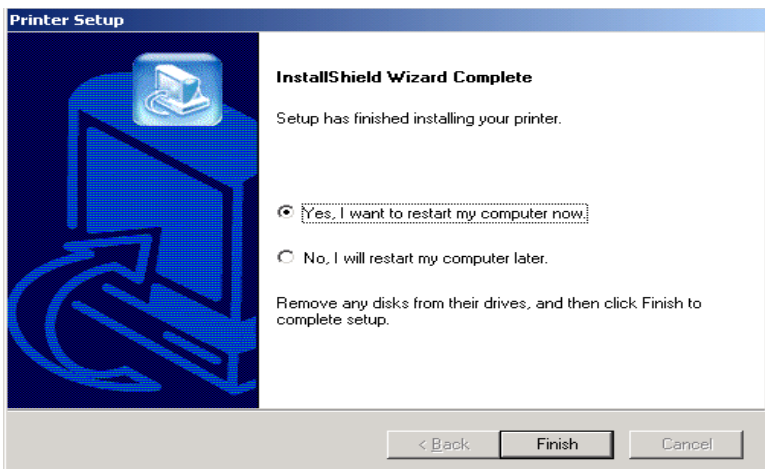 Printer Setup
InstallShield Wizard Complete
Setup has finished installing your printer.
Yes, I want to restart my computer now.
No, I will restart my computer later.
Remove any disks from their drives, and then click Finish to
complete setup.
< Back Finish Cancel